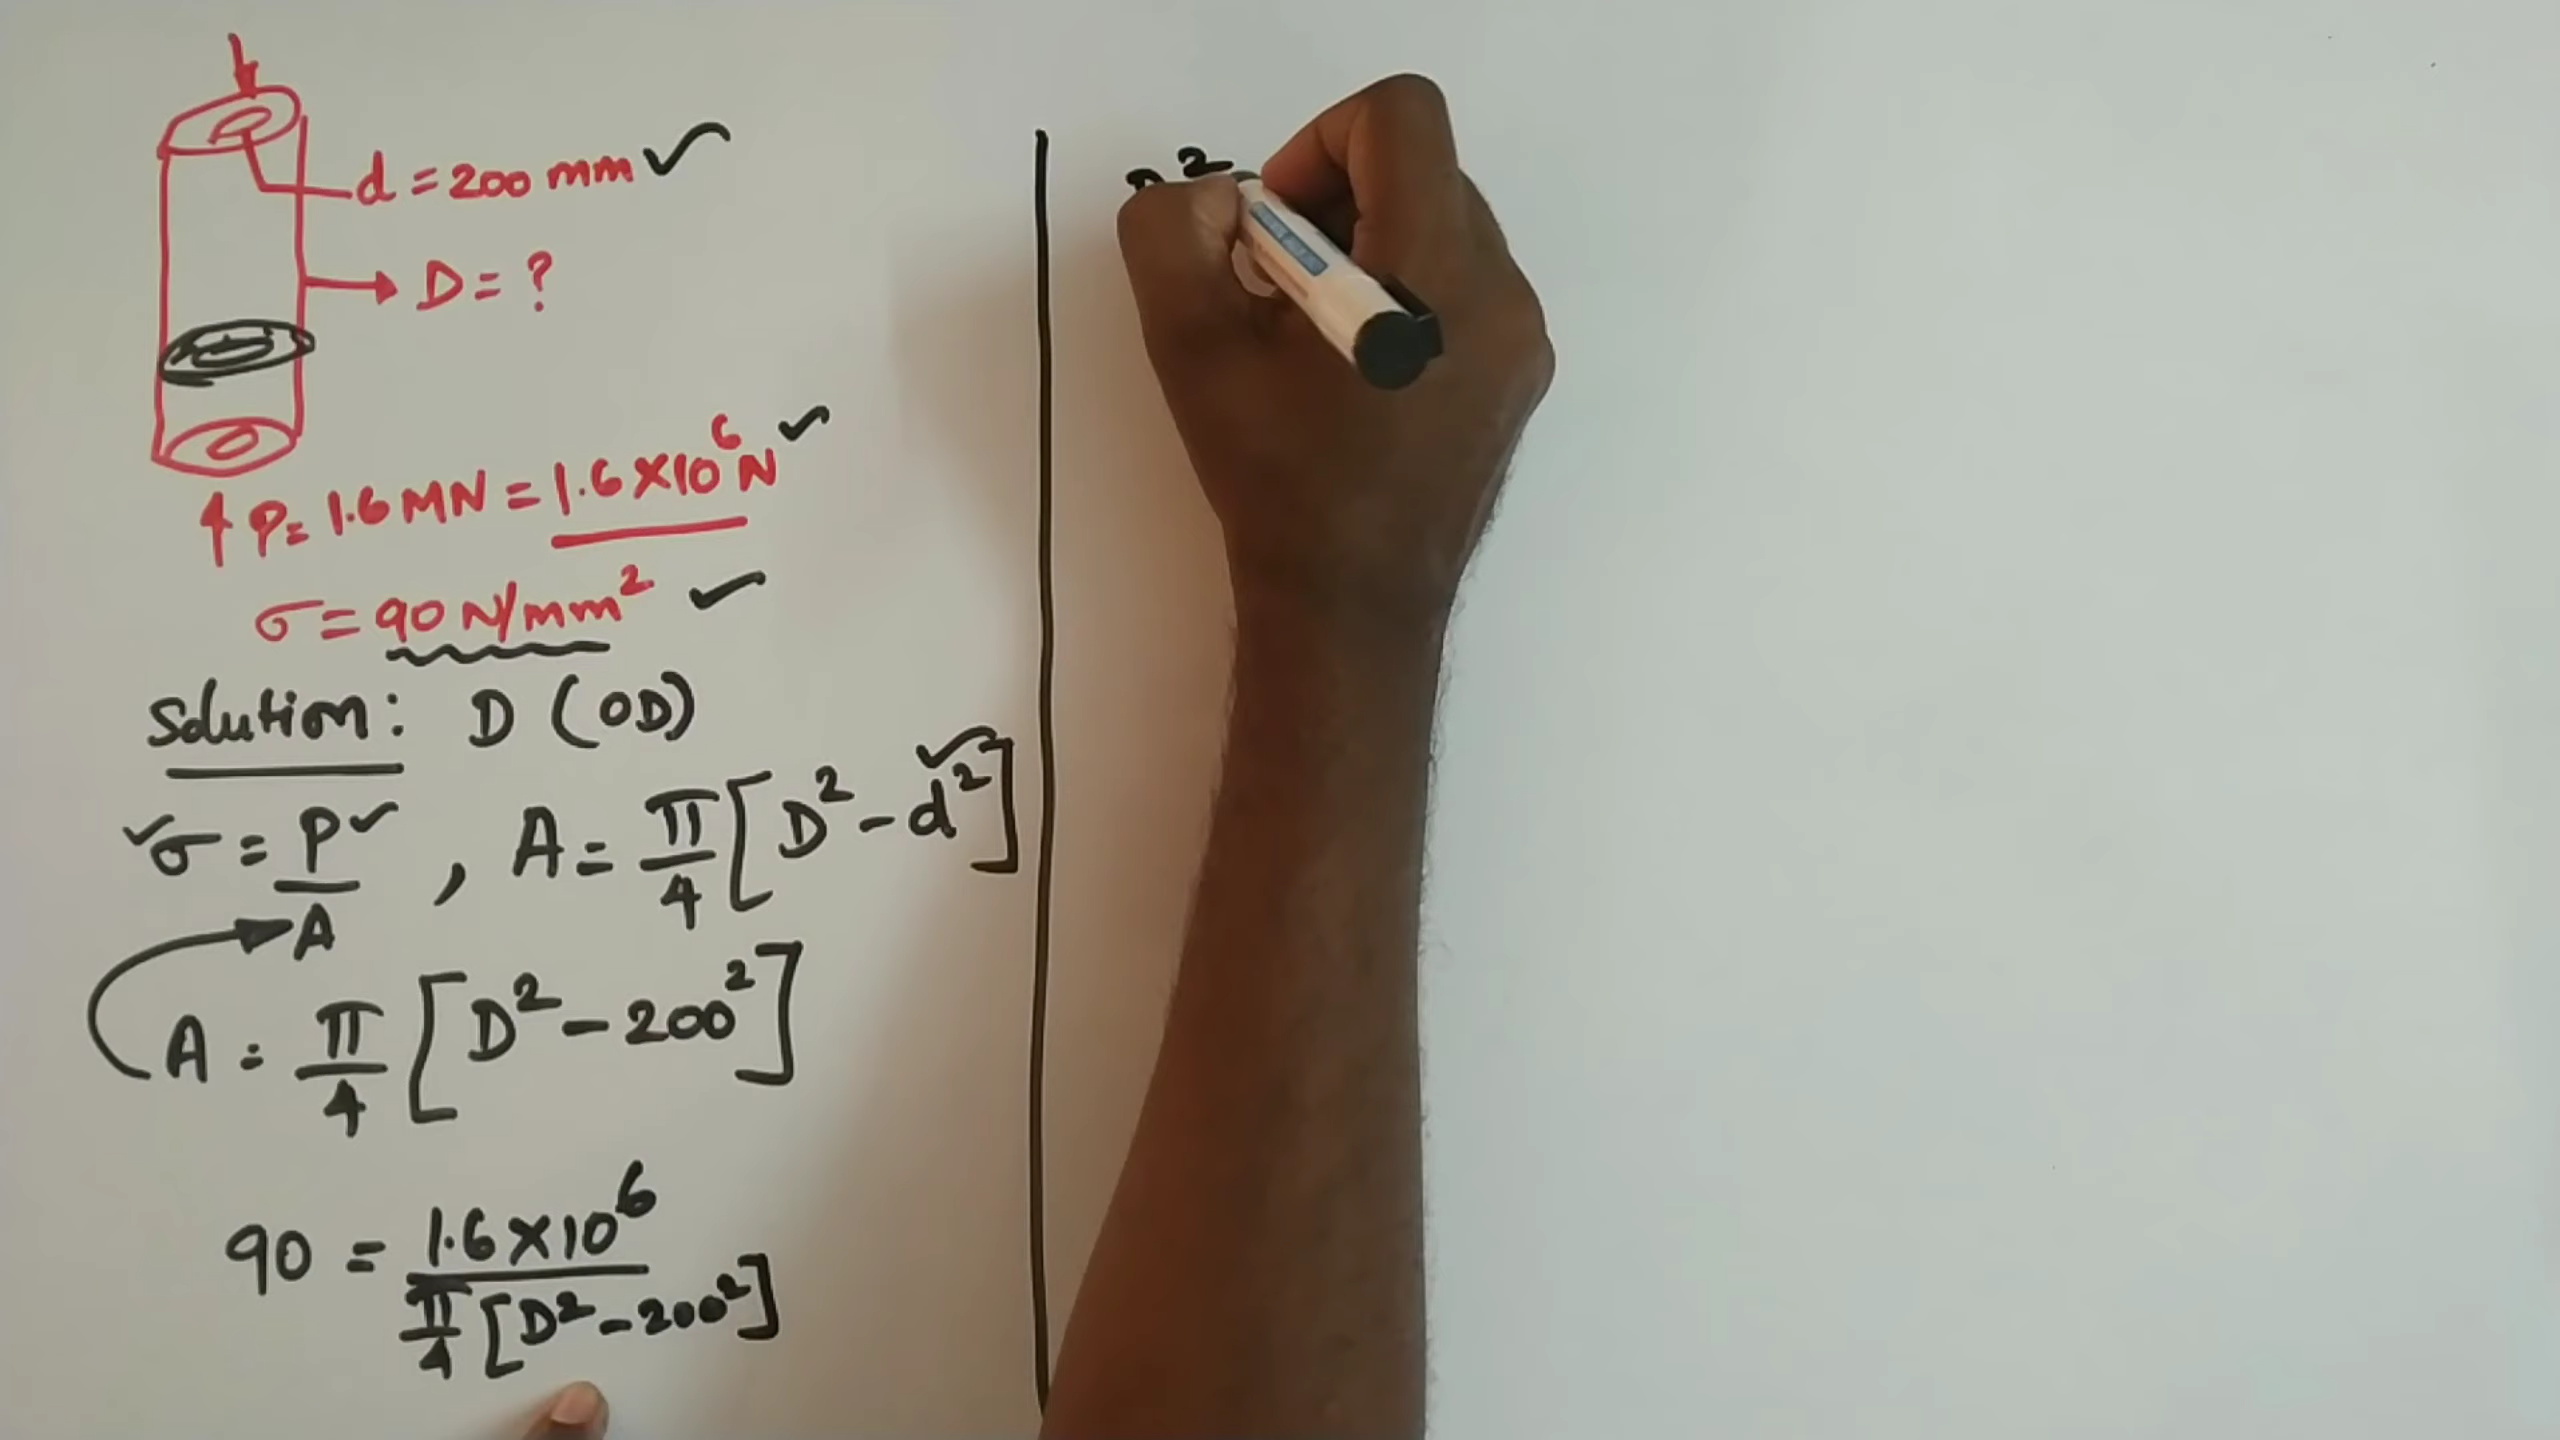 d = 200 mm ✓
D = ?
P = 1.6 MN = 1.6 × 10⁶ N ✓
σ = 90 N/mm² ✓
Solution: D (OD)
✓σ = P✓/A , A = π/4 [D² - d²✓]
A = π/4 [D² - 200²]
90 = 1.6 × 10⁶ / π/4 [D² - 200²]
D²